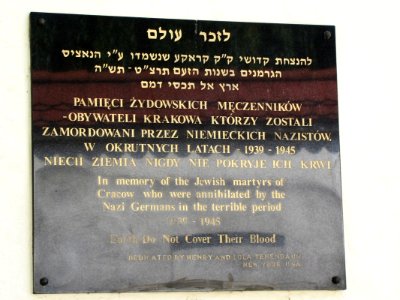 לזכר עולם
להנצחת קדושי ק"ק קראקע שנשמדו ע"י הנאציס
הגרמנים בשנות הזעם תרצ"ט - תש"ה
ארץ אל תכסי דמם
PAMIĘCI ŻYDOWSKICH MĘCZENNIKÓW
-OBYWATELI KRAKOWA KTÓRZY ZOSTALI
ZAMORDOWANI PRZEZ NIEMIECKICH NAZISTÓW,
W OKRUTNYCH LATACH - 1939 - 1945
NIECH ZIEMIA NIGDY NIE POKRYJE ICH KRWI
In memory of the Jewish martyrs of
Cracow who were annihilated by the
Nazi Germans in the terrible period
1939 - 1945
Earth Do Not Cover Their Blood
DEDICATED BY HENRY AND LOLA TENENBAUM
NEW YORK, USA